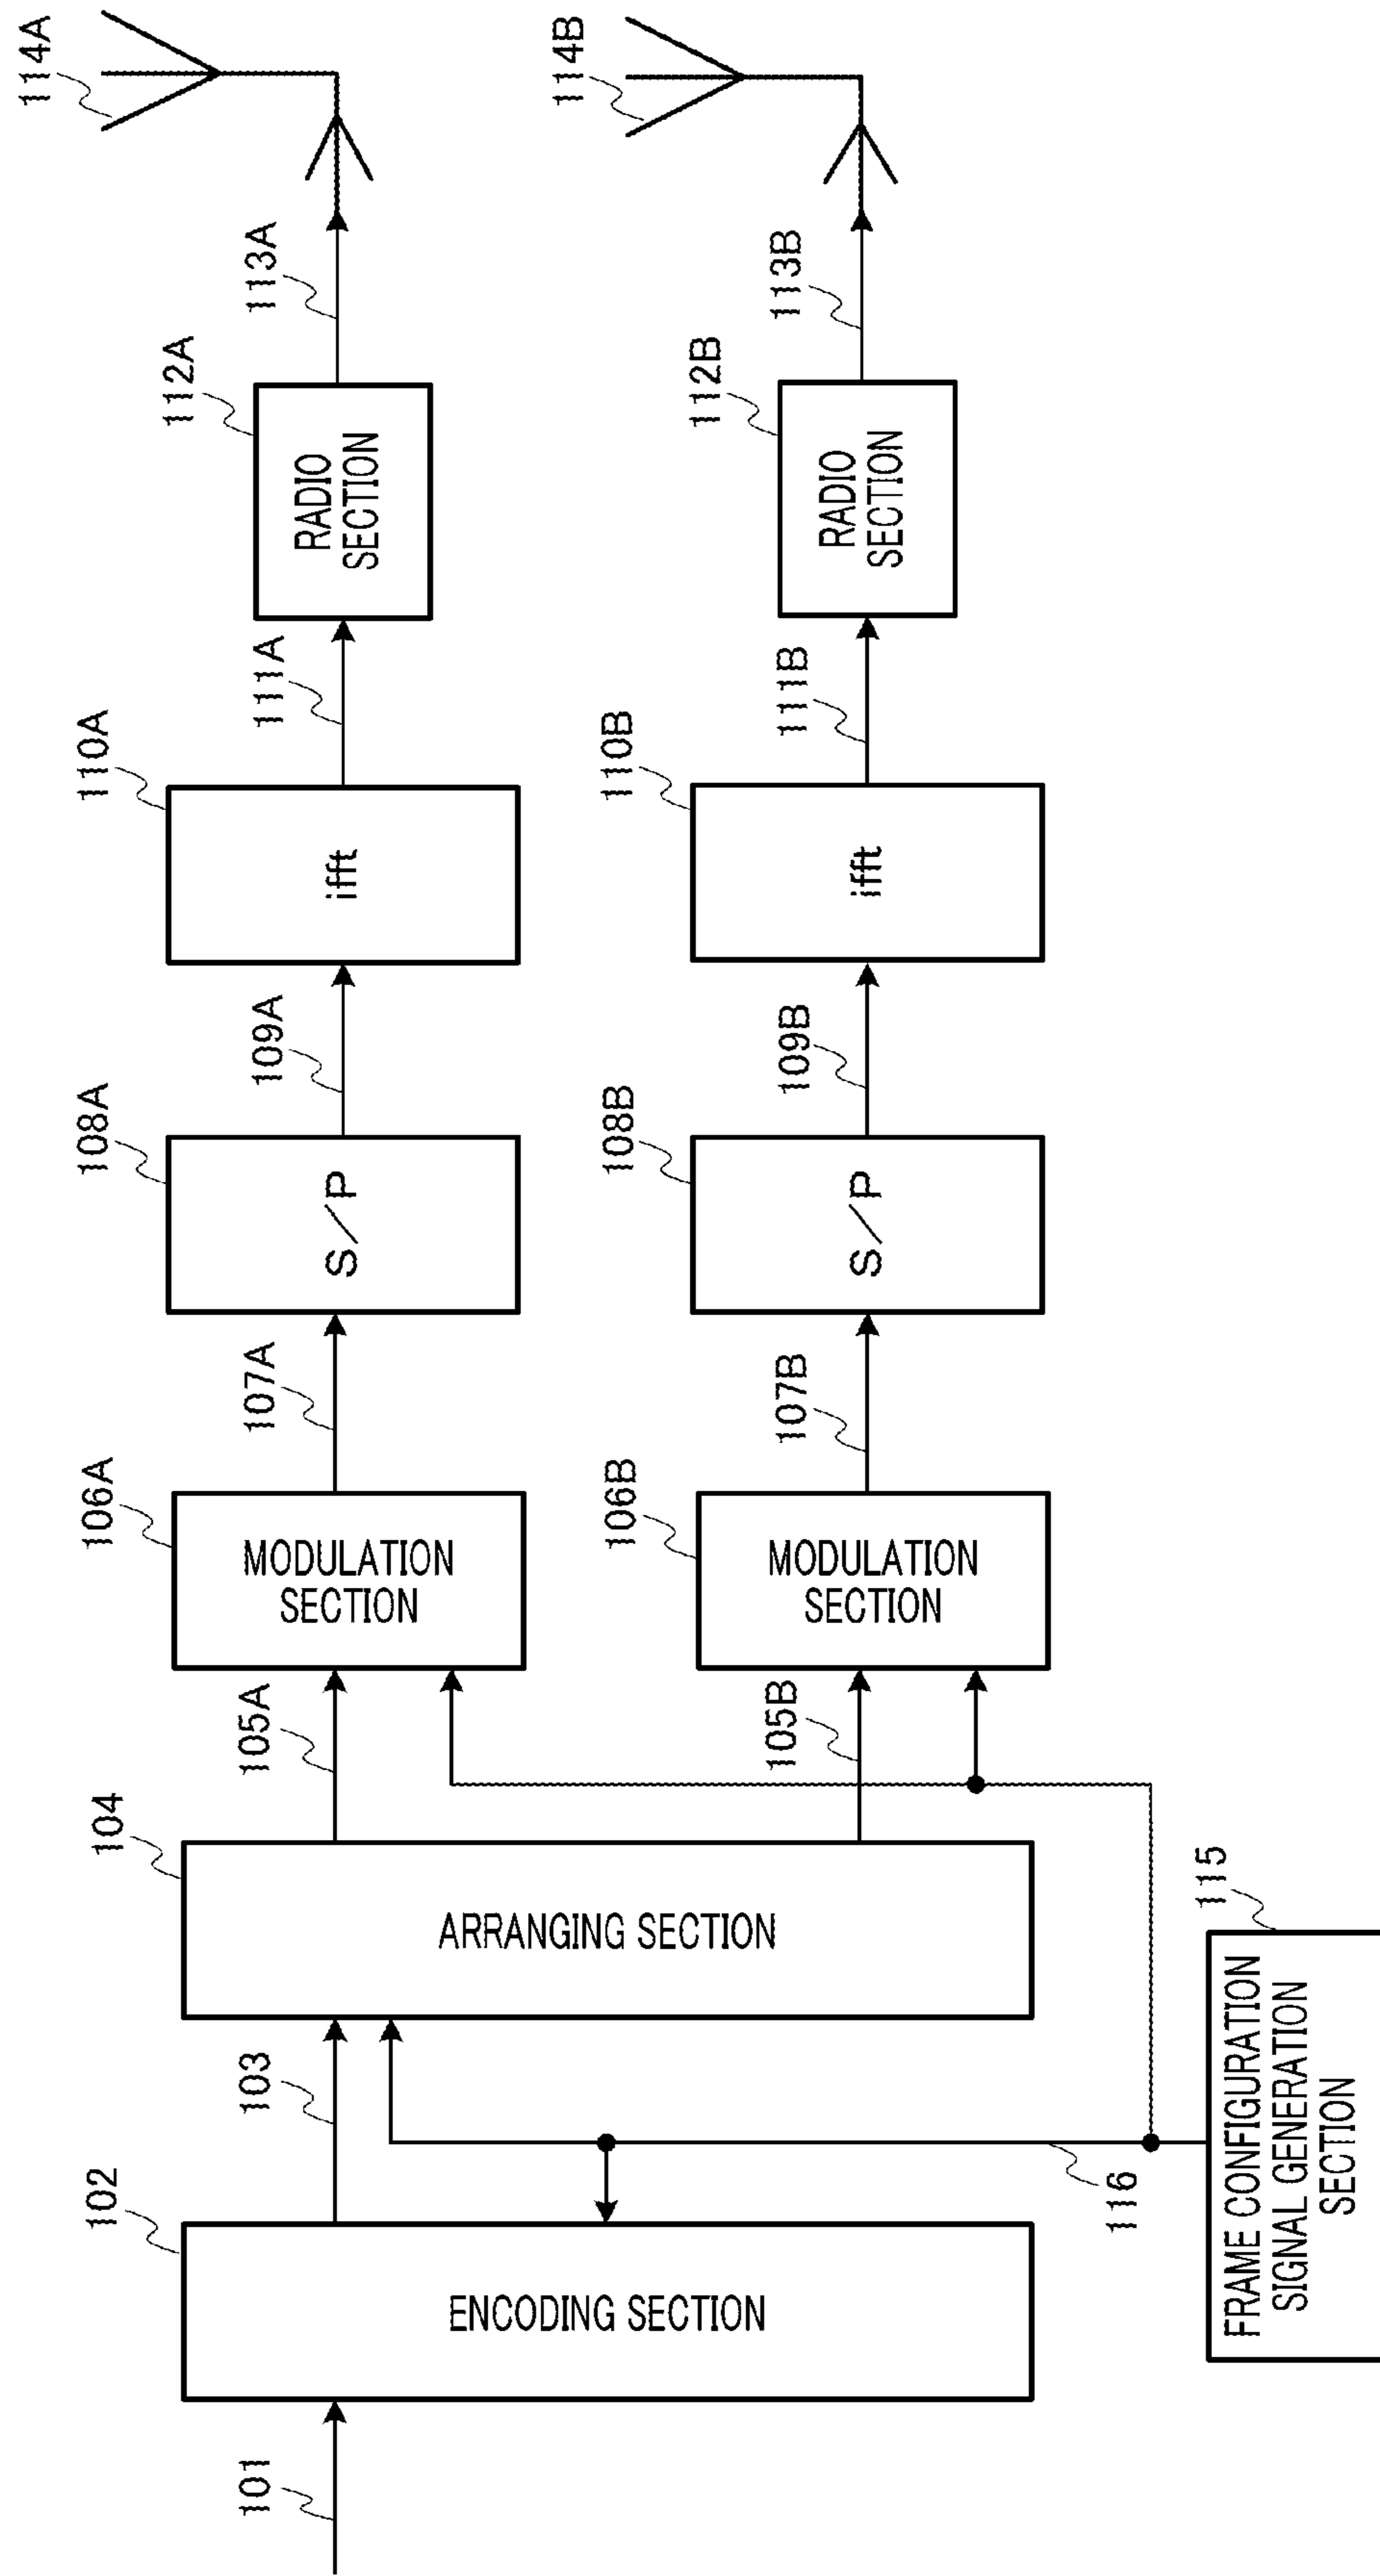 101
102
ENCODING SECTION
103
104
ARRANGING SECTION
105A
106A
MODULATION
SECTION
107A
108A
S/P
109A
110A
ifft
111A
112A
RADIO
SECTION
113A
114A
105B
106B
MODULATION
SECTION
107B
108B
S/P
109B
110B
ifft
111B
112B
RADIO
SECTION
113B
114B
116
115
FRAME CONFIGURATION
SIGNAL GENERATION
SECTION